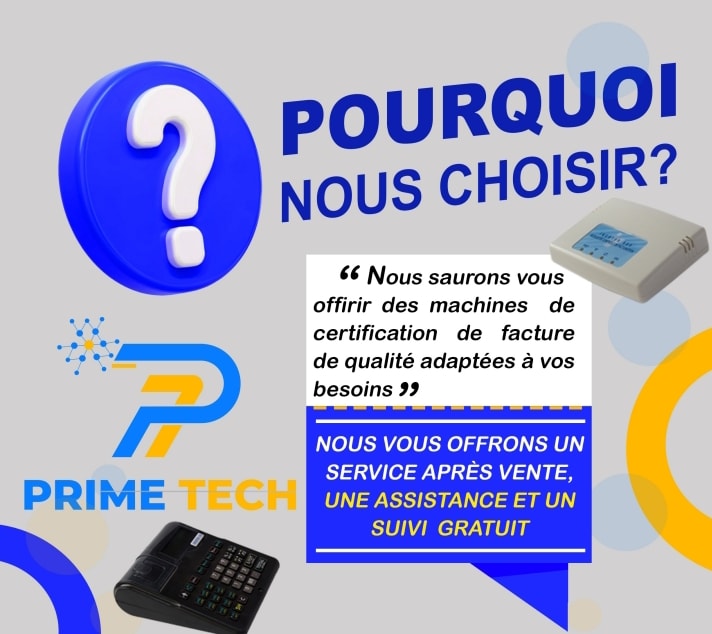 POURQUOI
NOUS CHOISIR?
“ Nous saurons vous
offirir des machines de
certification de facture
de qualité adaptées à vos
besoins ”
NOUS VOUS OFFRONS UN
SERVICE APRÈS VENTE,
UNE ASSISTANCE ET UN
SUIVI GRATUIT
PRIME TECH